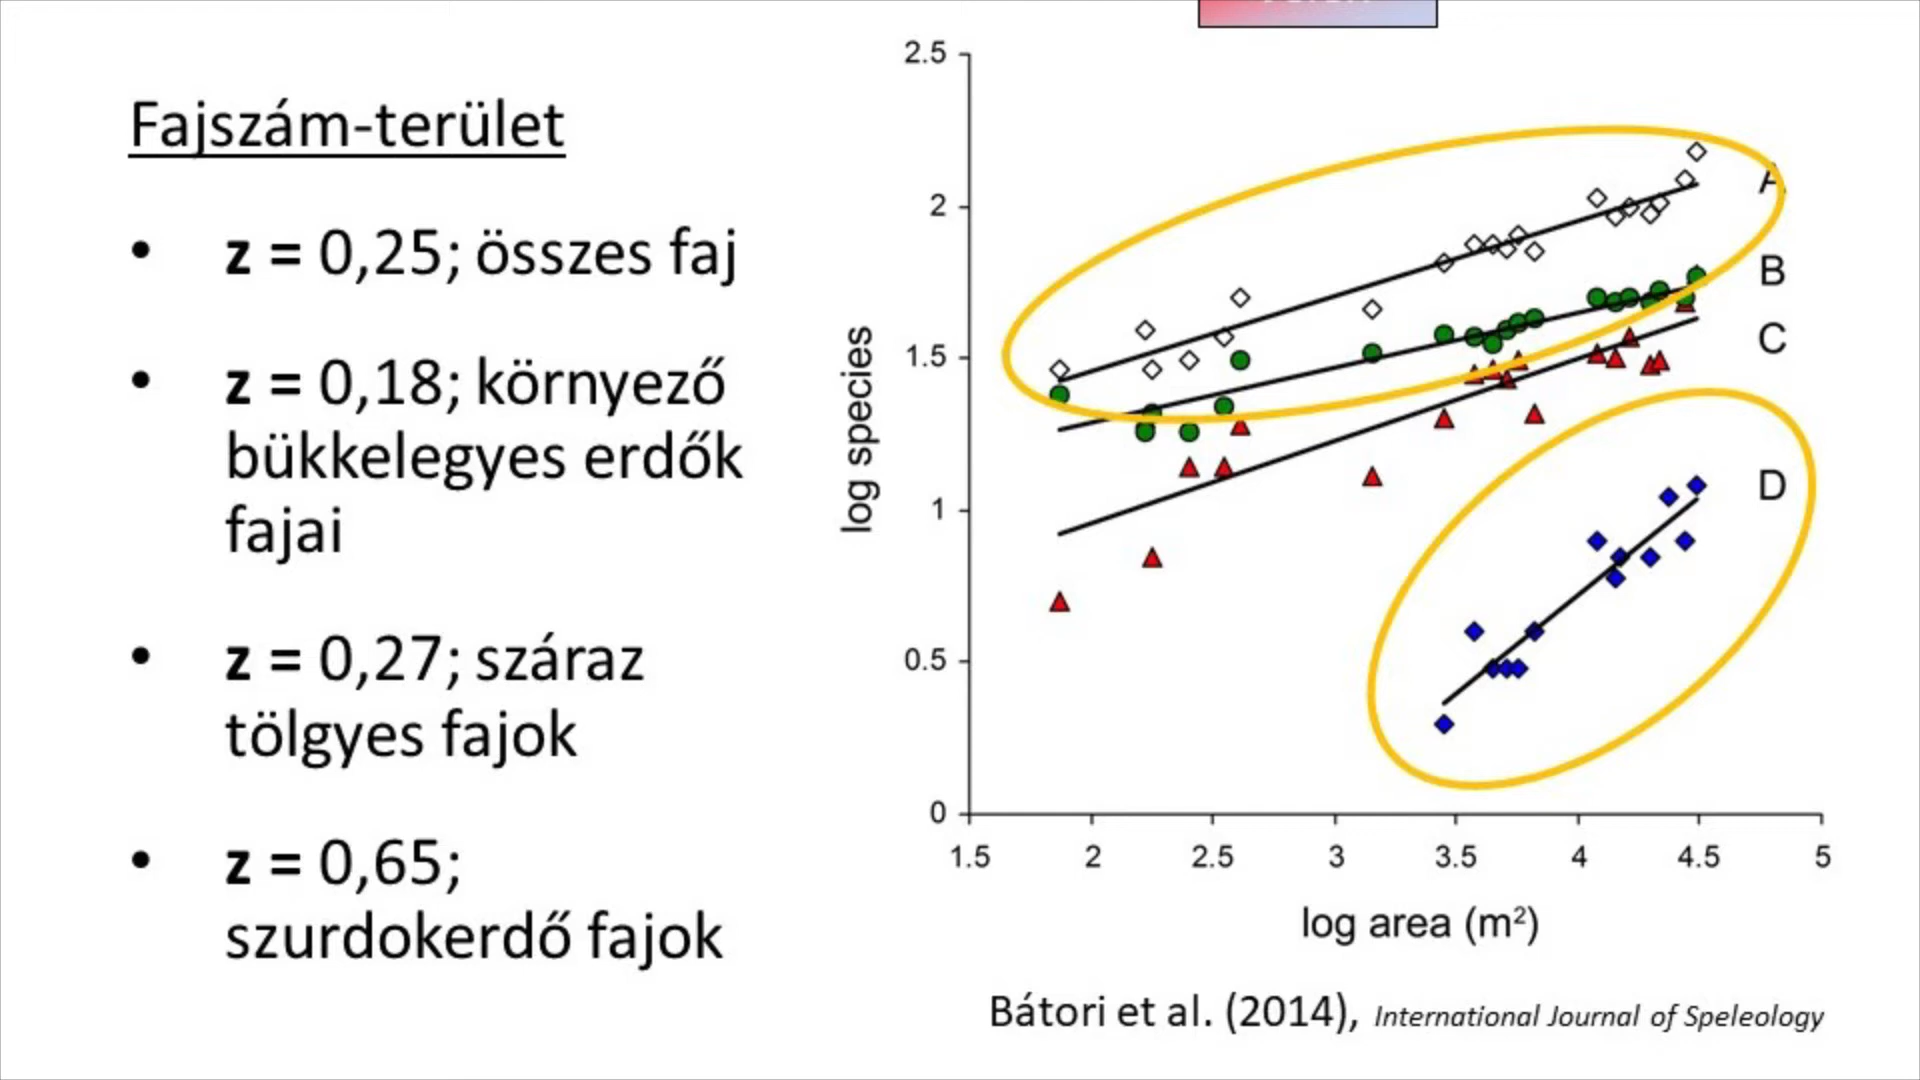 Fajszám-terület
• z = 0,25; összes faj
• z = 0,18; környező
bükkelegyes erdők
fajai
• z = 0,27; száraz
tölgyes fajok
• z = 0,65;
szurdokerdő fajok
2.5
2
1.5
1
0.5
0
log species
A
B
C
D
1.5 2 2.5 3 3.5 4 4.5 5
log area (m²)
Bátori et al. (2014), International Journal of Speleology